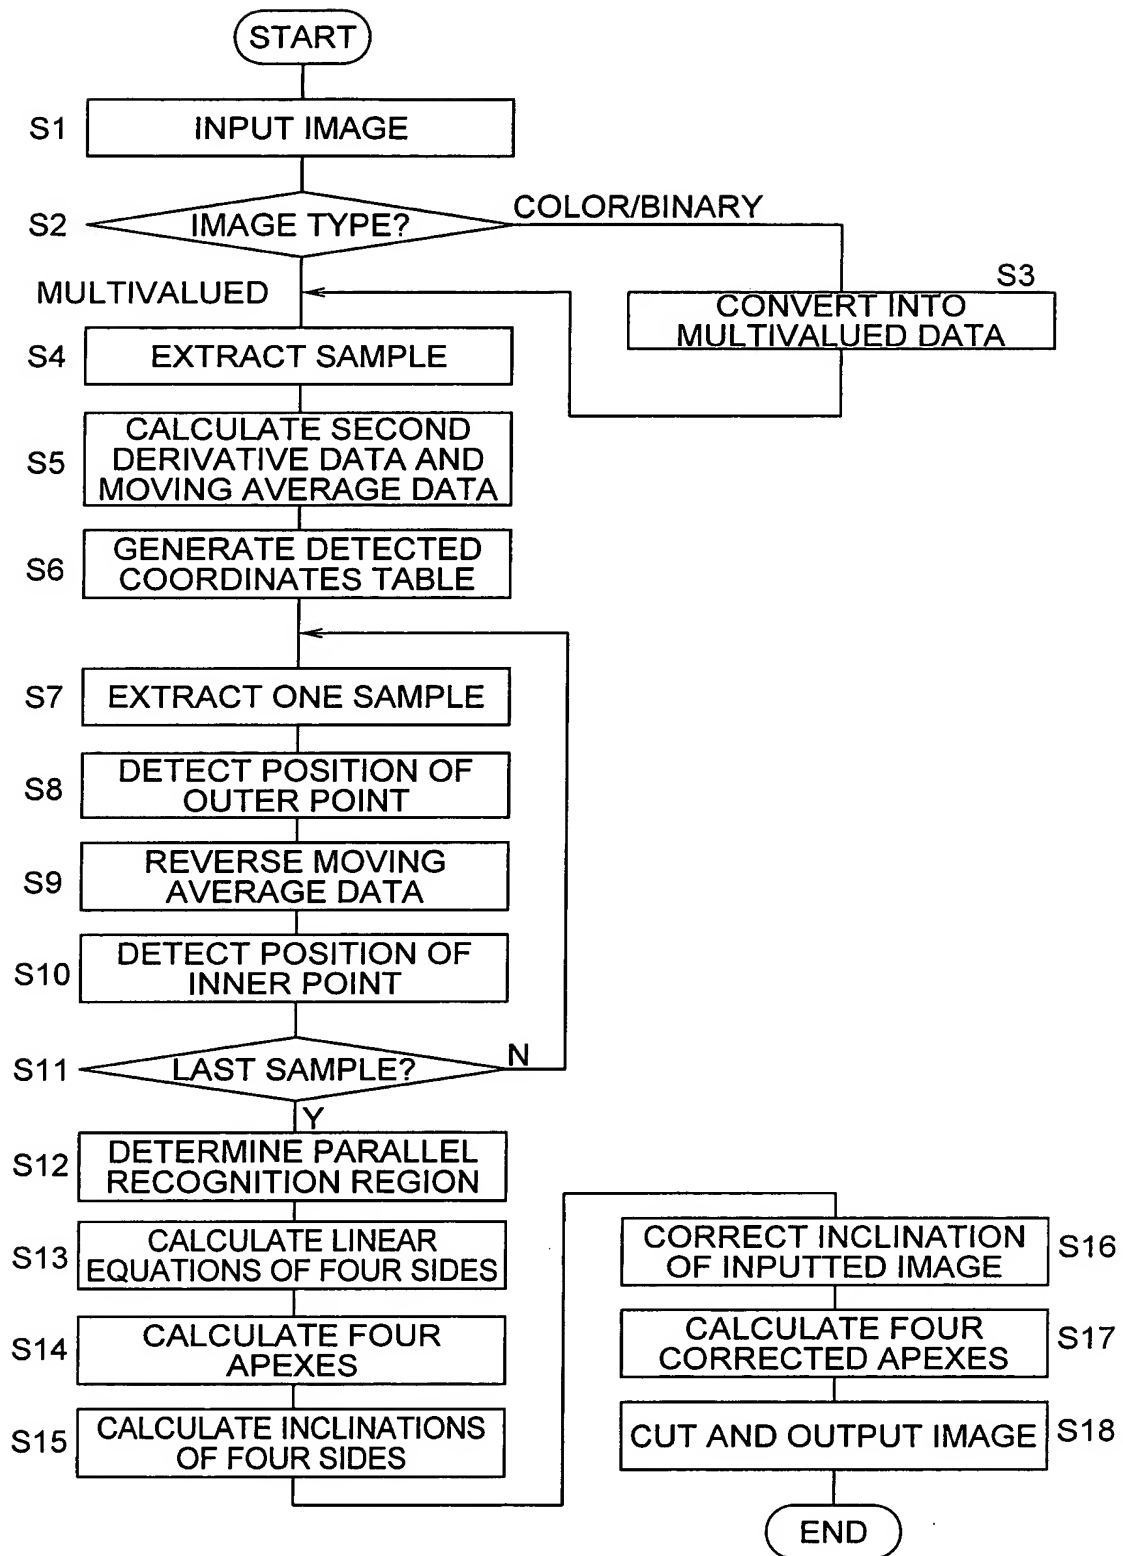 START
S1
INPUT IMAGE
S2
IMAGE TYPE?
COLOR/BINARY
MULTIVALUED
S3
CONVERT INTO
MULTIVALUED DATA
S4
EXTRACT SAMPLE
S5
CALCULATE SECOND
DERIVATIVE DATA AND
MOVING AVERAGE DATA
S6
GENERATE DETECTED
COORDINATES TABLE
S7
EXTRACT ONE SAMPLE
S8
DETECT POSITION OF
OUTER POINT
S9
REVERSE MOVING
AVERAGE DATA
S10
DETECT POSITION OF
INNER POINT
S11
LAST SAMPLE?
N
Y
S12
DETERMINE PARALLEL
RECOGNITION REGION
S13
CALCULATE LINEAR
EQUATIONS OF FOUR SIDES
S14
CALCULATE FOUR
APEXES
S15
CALCULATE INCLINATIONS
OF FOUR SIDES
CORRECT INCLINATION
OF INPUTTED IMAGE
S16
CALCULATE FOUR
CORRECTED APEXES
S17
CUT AND OUTPUT IMAGE
S18
END